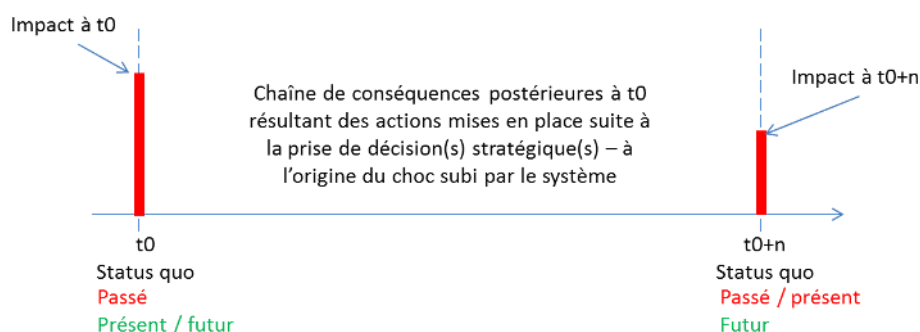 Impact à t0
Impact à t0+n
Chaîne de conséquences postérieures à t0
résultant des actions mises en place suite à
la prise de décision(s) stratégique(s) – à
l'origine du choc subi par le système
t0
Status quo
Passé
Présent / futur
t0+n
Status quo
Passé / présent
Futur